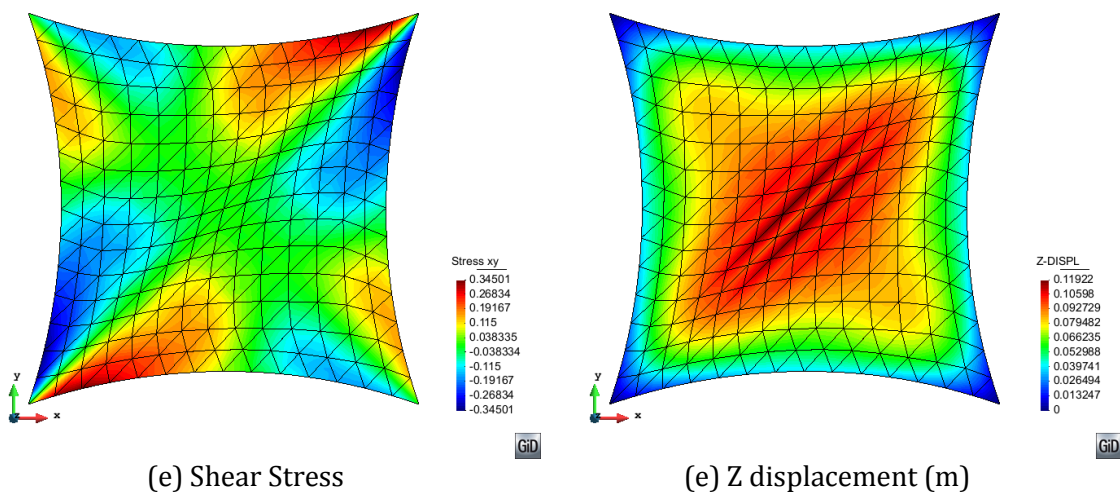 Stress xy
0.34501
0.26834
0.19167
0.115
0.038335
-0.038334
-0.115
-0.19167
-0.26834
-0.34501
y
z
x
GiD
(e) Shear Stress
Z-DISPL
0.11922
0.10598
0.092729
0.079482
0.066235
0.052988
0.039741
0.026494
0.013247
0
y
z
x
GiD
(e) Z displacement (m)